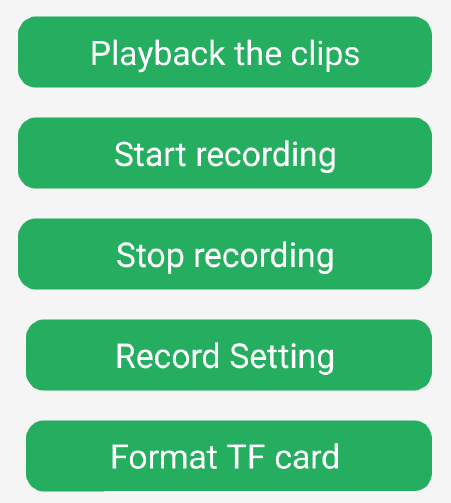 Playback the clips
Start recording
Stop recording
Record Setting
Format TF card